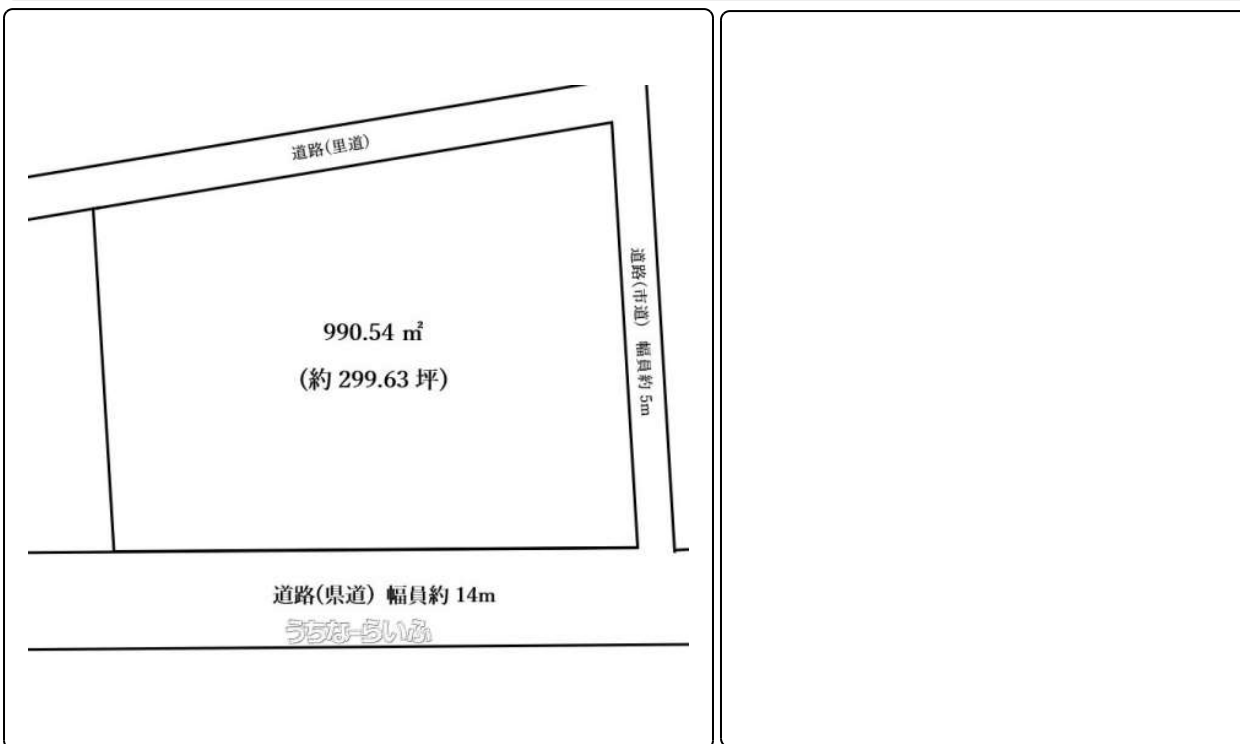 道路(里道)
道路(市道) 幅員約 5m
990.54 ㎡
(約 299.63 坪)
道路(県道) 幅員約 14m
うちなーらいふ